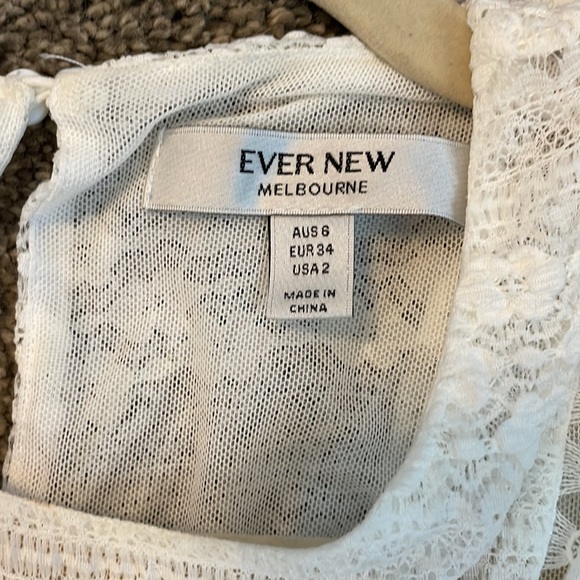 EVER NEW
MELBOURNE
AUS 6
EUR 34
USA 2
MADE IN
CHINA